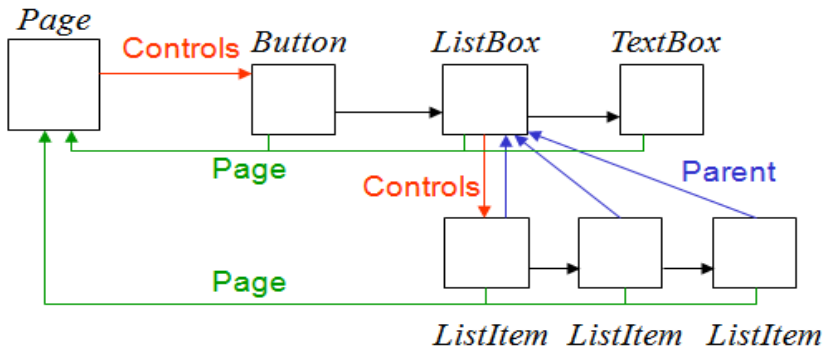 Page
Controls
Button
ListBox
TextBox
Page
Controls
Parent
Page
ListItem
ListItem
ListItem